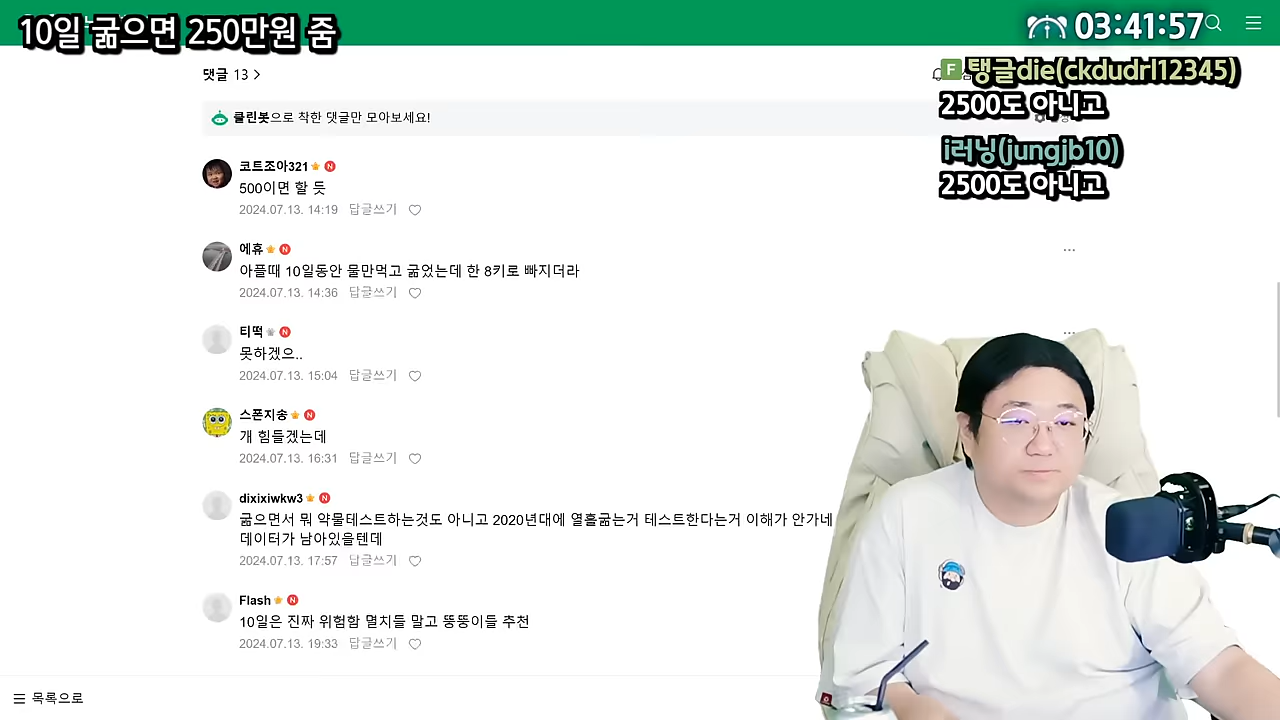 10일 굶으면 250만원 줌
03:41:57
댓글 13
F 탱글die(ckdudrl12345)
2500도 아니고
i러닝(jungjb10)
2500도 아니고
클린봇으로 착한 댓글만 모아보세요!
코트조아321 N
500이면 할 듯
2024.07.13. 14:19 답글쓰기
에휴 N
아플때 10일동안 물만먹고 굶었는데 한 8키로 빠지더라
2024.07.13. 14:36 답글쓰기
티떡 N
못하겠으..
2024.07.13. 15:04 답글쓰기
스폰지송 N
개 힘들겠는데
2024.07.13. 16:31 답글쓰기
dixixiwkw3 N
굶으면서 뭐 약물테스트하는것도 아니고 2020년대에 열흘굶는거 테스트한다는거 이해가 안가네
데이터가 남아있을텐데
2024.07.13. 17:57 답글쓰기
Flash N
10일은 진짜 위험함 멸치들 말고 뚱뚱이들 추천
2024.07.13. 19:33 답글쓰기
목록으로